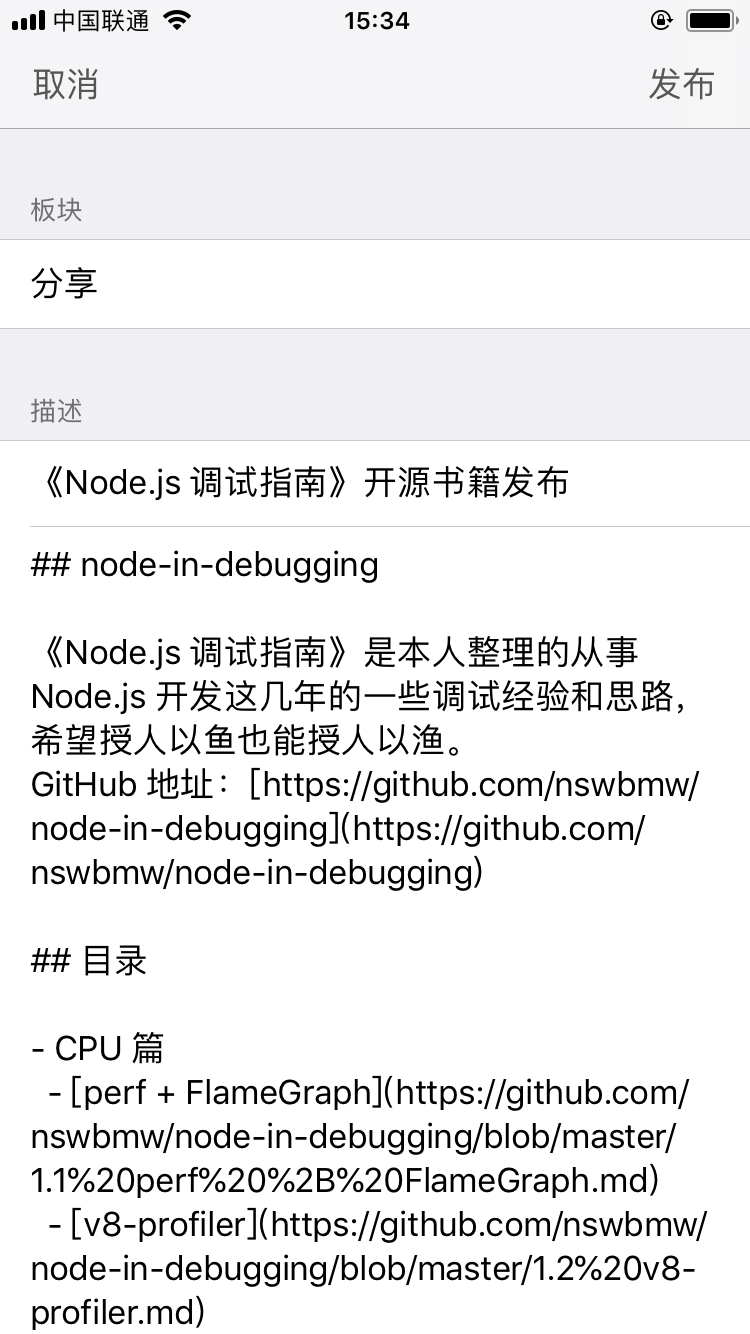 中国联通 15:34
取消 发布
板块
分享
描述
《Node.js 调试指南》开源书籍发布
## node-in-debugging
《Node.js 调试指南》是本人整理的从事
Node.js 开发这几年的一些调试经验和思路，
希望授人以鱼也能授人以渔。
GitHub 地址：[https://github.com/nswbmw/
node-in-debugging](https://github.com/
nswbmw/node-in-debugging)
## 目录
- CPU 篇
  - [perf + FlameGraph](https://github.com/
nswbmw/node-in-debugging/blob/master/
1.1%20perf%20%2B%20FlameGraph.md)
  - [v8-profiler](https://github.com/nswbmw/
node-in-debugging/blob/master/1.2%20v8-
profiler.md)